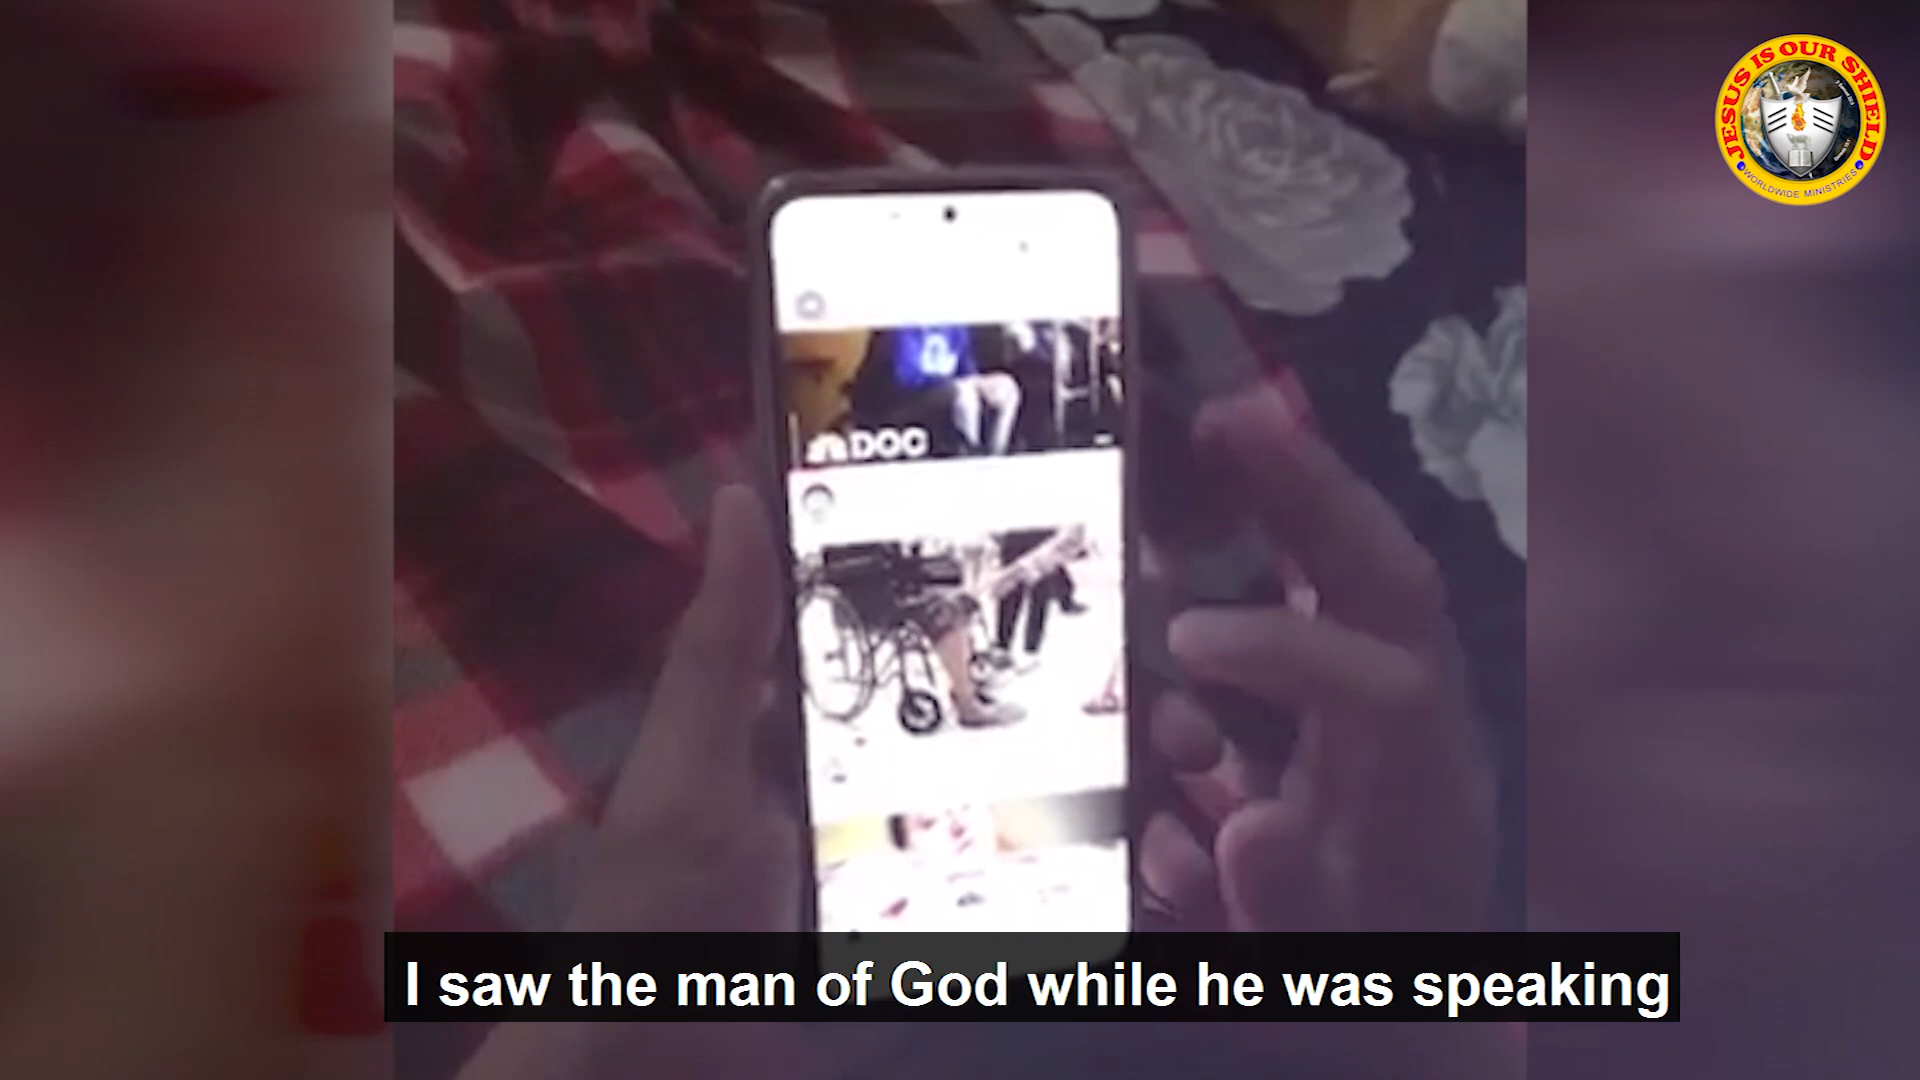 JESUS IS OUR SHIELD
WORLDWIDE MINISTRIES
DOC
I saw the man of God while he was speaking